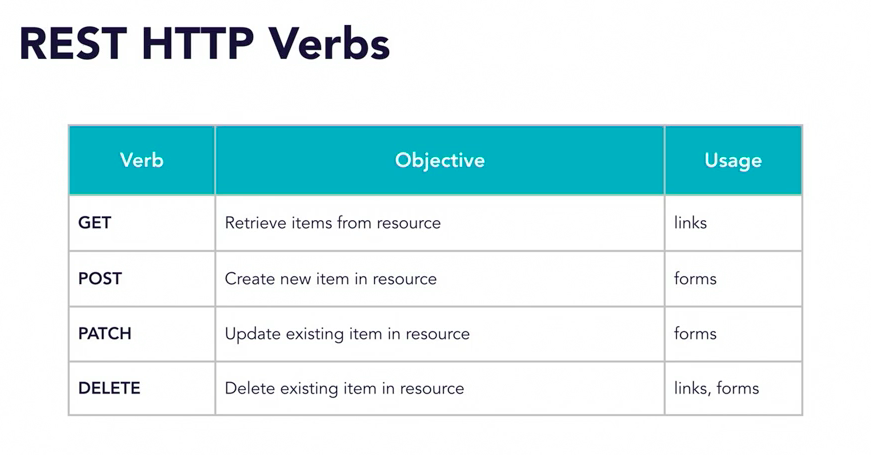 REST HTTP Verbs
Verb Objective Usage
GET Retrieve items from resource links
POST Create new item in resource forms
PATCH Update existing item in resource forms
DELETE Delete existing item in resource links, forms